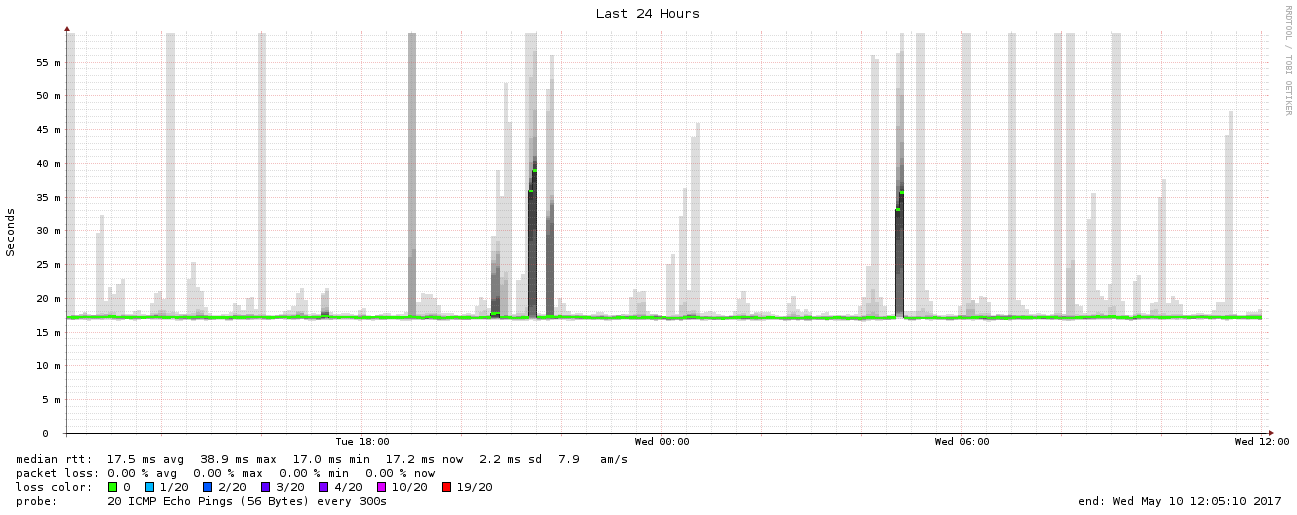 Last 24 Hours
RRDTOOL / TOBI OETIKER
Seconds
55 m
50 m
45 m
40 m
35 m
30 m
25 m
20 m
15 m
10 m
5 m
0
Tue 18:00 Wed 00:00 Wed 06:00 Wed 12:00
median rtt: 17.5 ms avg 38.9 ms max 17.0 ms min 17.2 ms now 2.2 ms sd 7.9 am/s
packet loss: 0.00 % avg 0.00 % max 0.00 % min 0.00 % now
loss color: 0 1/20 2/20 3/20 4/20 10/20 19/20
probe: 20 ICMP Echo Pings (56 Bytes) every 300s end: Wed May 10 12:05:10 2017